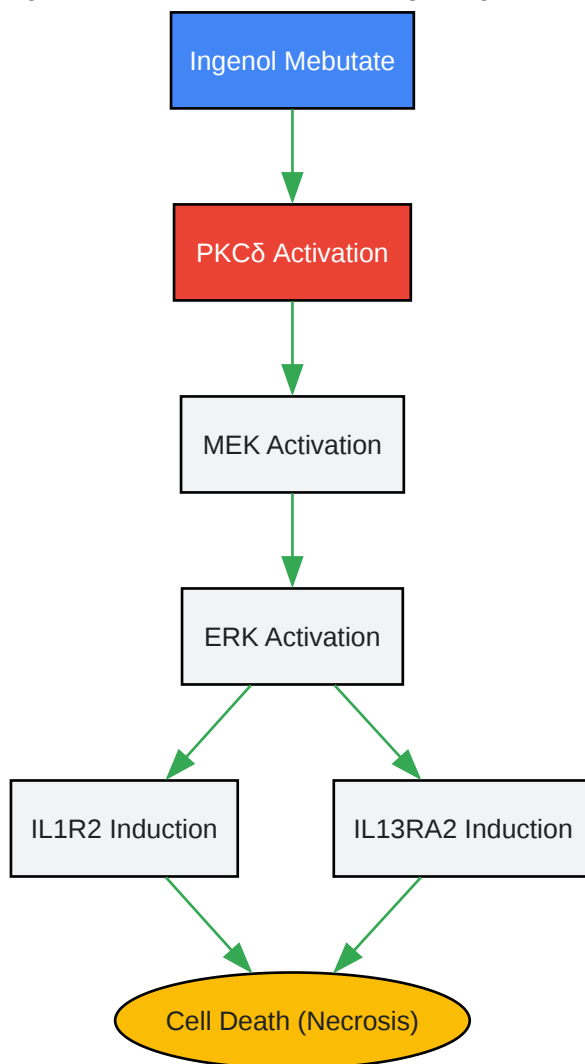 Ingenol Mebutate
PKCδ Activation
MEK Activation
ERK Activation
IL1R2 Induction
IL13RA2 Induction
Cell Death (Necrosis)